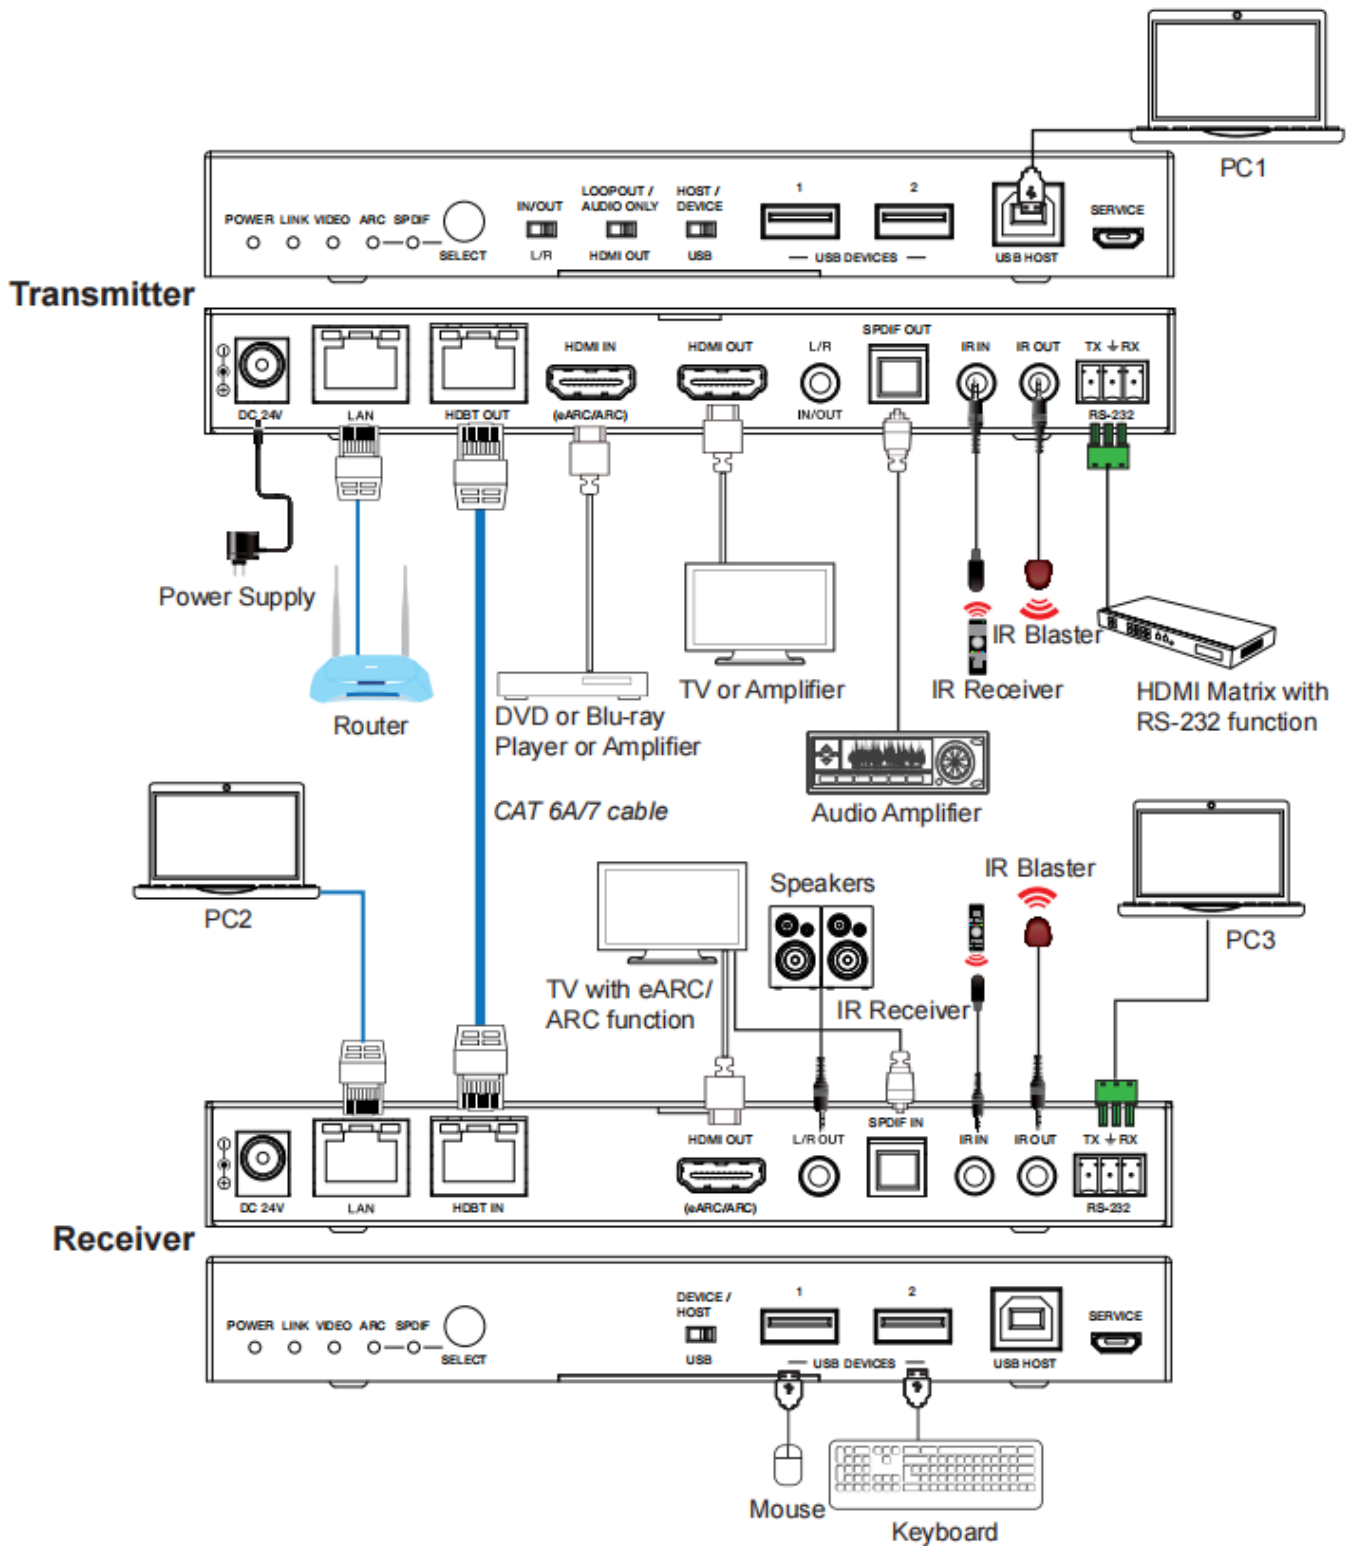 PC1
1
2
LOOPOUT /
AUDIO ONLY
HOST /
DEVICE
IN/OUT
SERVICE
POWER LINK VIDEO ARC SPDIF
SELECT
L/R
HDMI OUT
USB
USB DEVICES
USB HOST
Transmitter
SPDIF OUT
HDMI IN
HDMI OUT
L/R
IR IN
IR OUT
TX RX
DC 24V
LAN
HDBT OUT
(eARC/ARC)
IN/OUT
RS-232
Power Supply
Router
DVD or Blu-ray
Player or Amplifier
TV or Amplifier
IR Blaster
IR Receiver
HDMI Matrix with
RS-232 function
Audio Amplifier
CAT 6A/7 cable
PC2
TV with eARC/
ARC function
Speakers
IR Receiver
IR Blaster
PC3
HDMI OUT
L/R OUT
SPDIF IN
IR IN
IR OUT
TX RX
DC 24V
LAN
HDBT IN
(eARC/ARC)
RS-232
Receiver
DEVICE /
HOST
1
2
SERVICE
POWER LINK VIDEO ARC SPDIF
SELECT
USB
USB DEVICES
USB HOST
Mouse
Keyboard